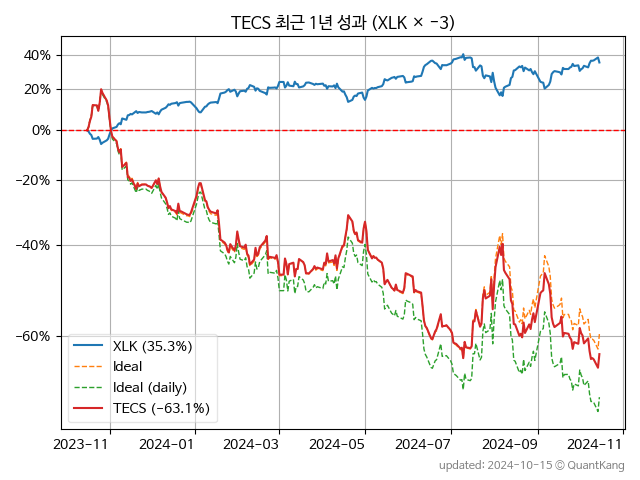 TECS 최근 1년 성과 (XLK × −3)
40%
20%
0%
−20%
−40%
−60%
XLK (35.3%)
Ideal
Ideal (daily)
TECS (−63.1%)
2023−11
2024−01
2024−03
2024−05
2024−07
2024−09
2024−11
updated: 2024-10-15 ⓒ QuantKang